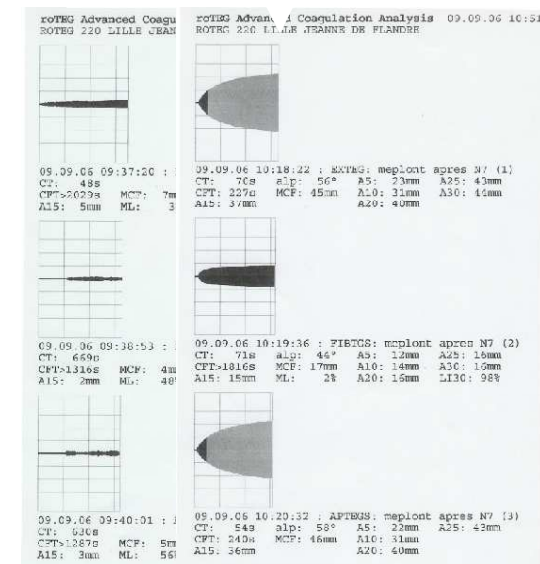 roTEG Advanced Coagu
ROTEG 220 LILLE JEAN
09.09.06 09:37:20 :
CT: 48s
CFT>2029s MCF: 7m
A15: 5mm ML: 3
09.09.06 09:38:53 :
CT: 669s
CFT>1316s MCF: 4m
A15: 2mm ML: 48
09.09.06 09:40:01 :
CT: 630s
CFT>1287s MCF: 5m
A15: 3mm ML: 56
roTEG Advan Coagulation Analysis 09.09.06 10:51
ROTEG 220 LILLE JEANNE DE FLANDRE
09.09.06 10:18:22 : EXTEG: meplont apres N7 (1)
CT: 70s alp: 56° A5: 23mm A25: 43mm
CFT: 227s MCF: 45mm A10: 31mm A30: 44mm
A15: 37mm A20: 40mm
09.09.06 10:19:36 : FIBTGS: meplont apres N7 (2)
CT: 71s alp: 44° A5: 12mm A25: 16mm
CFT>1816s MCF: 17mm A10: 14mm A30: 16mm
A15: 15mm ML: 2% A20: 16mm LI30: 98%
09.09.06 10:20:32 : APTEGS: meplont apres N7 (3)
CT: 54s alp: 58° A5: 22mm A25: 43mm
CFT: 240s MCF: 46mm A10: 31mm
A15: 36mm A20: 40mm